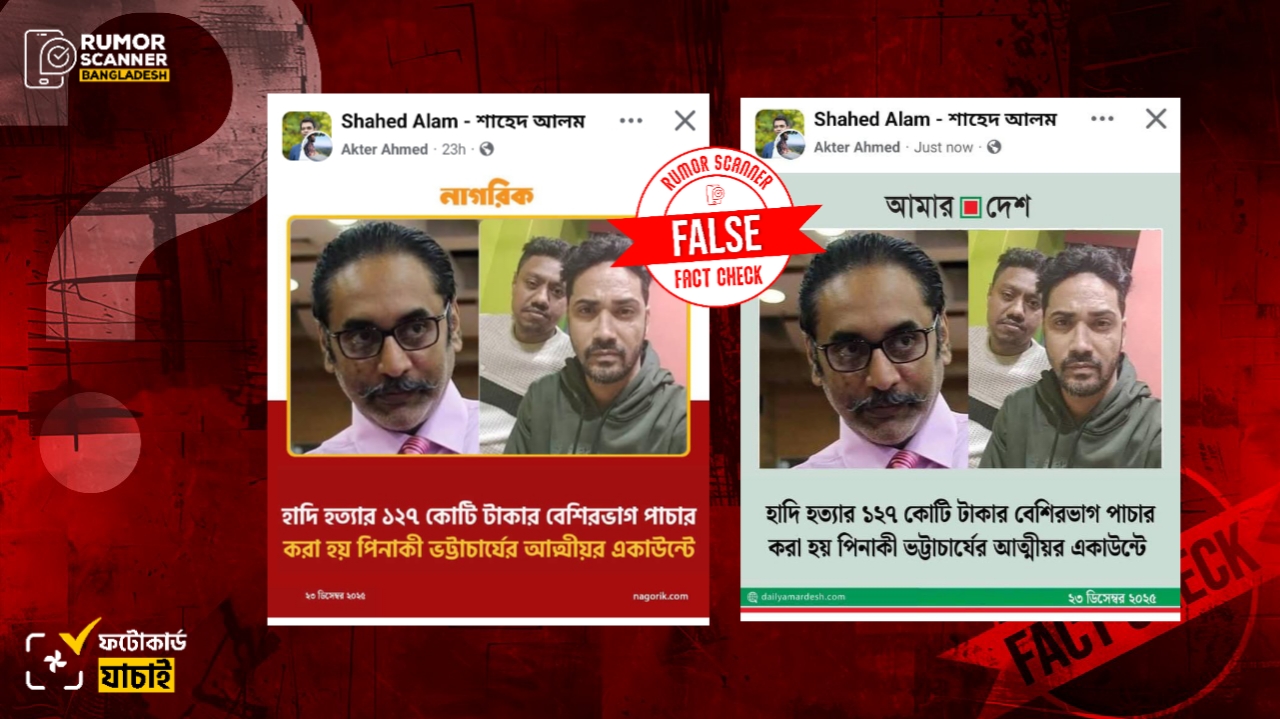 RUMOR
SCANNER
BANGLADESH
Shahed Alam - শাহেদ আলম
Akter Ahmed · 23h ·
নাগরিক
হাদি হত্যার ১২৭ কোটি টাকার বেশিরভাগ পাচার
করা হয় পিনাকী ভট্টাচার্যের আত্মীয়র একাউন্টে
২৩ ডিসেম্বর ২০২৫
nagorik.com
RUMOR SCANNER
FALSE
FACT CHECK
Shahed Alam - শাহেদ আলম
Akter Ahmed · Just now ·
আমার দেশ
হাদি হত্যার ১২৭ কোটি টাকার বেশিরভাগ পাচার
করা হয় পিনাকী ভট্টাচার্যের আত্মীয়র একাউন্টে
dailyamardesh.com
২৩ ডিসেম্বর ২০২৫
ফটোকার্ড
যাচাই
FACT CHECK